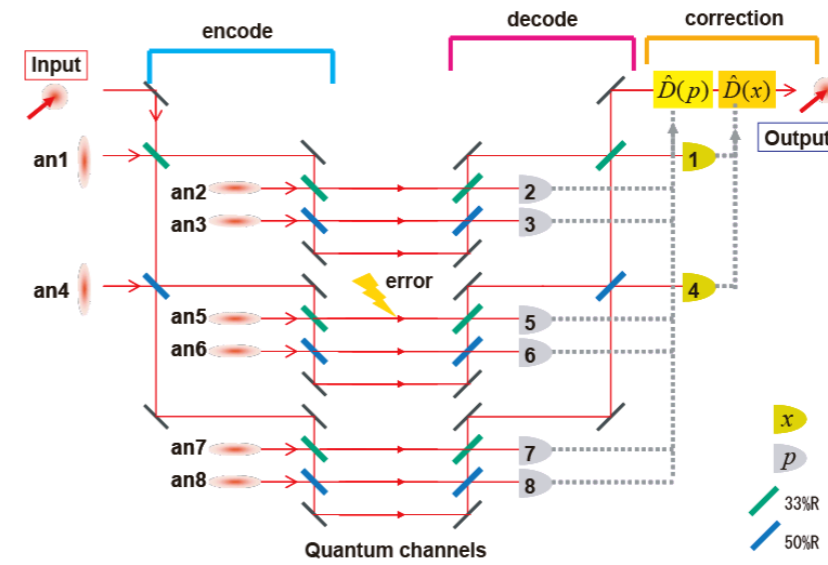 encode
decode
correction
Input
D̂(p)
D̂(x)
Output
an1
1
an2
2
an3
3
an4
error
4
an5
5
an6
6
an7
7
an8
8
x
p
33%R
50%R
Quantum channels